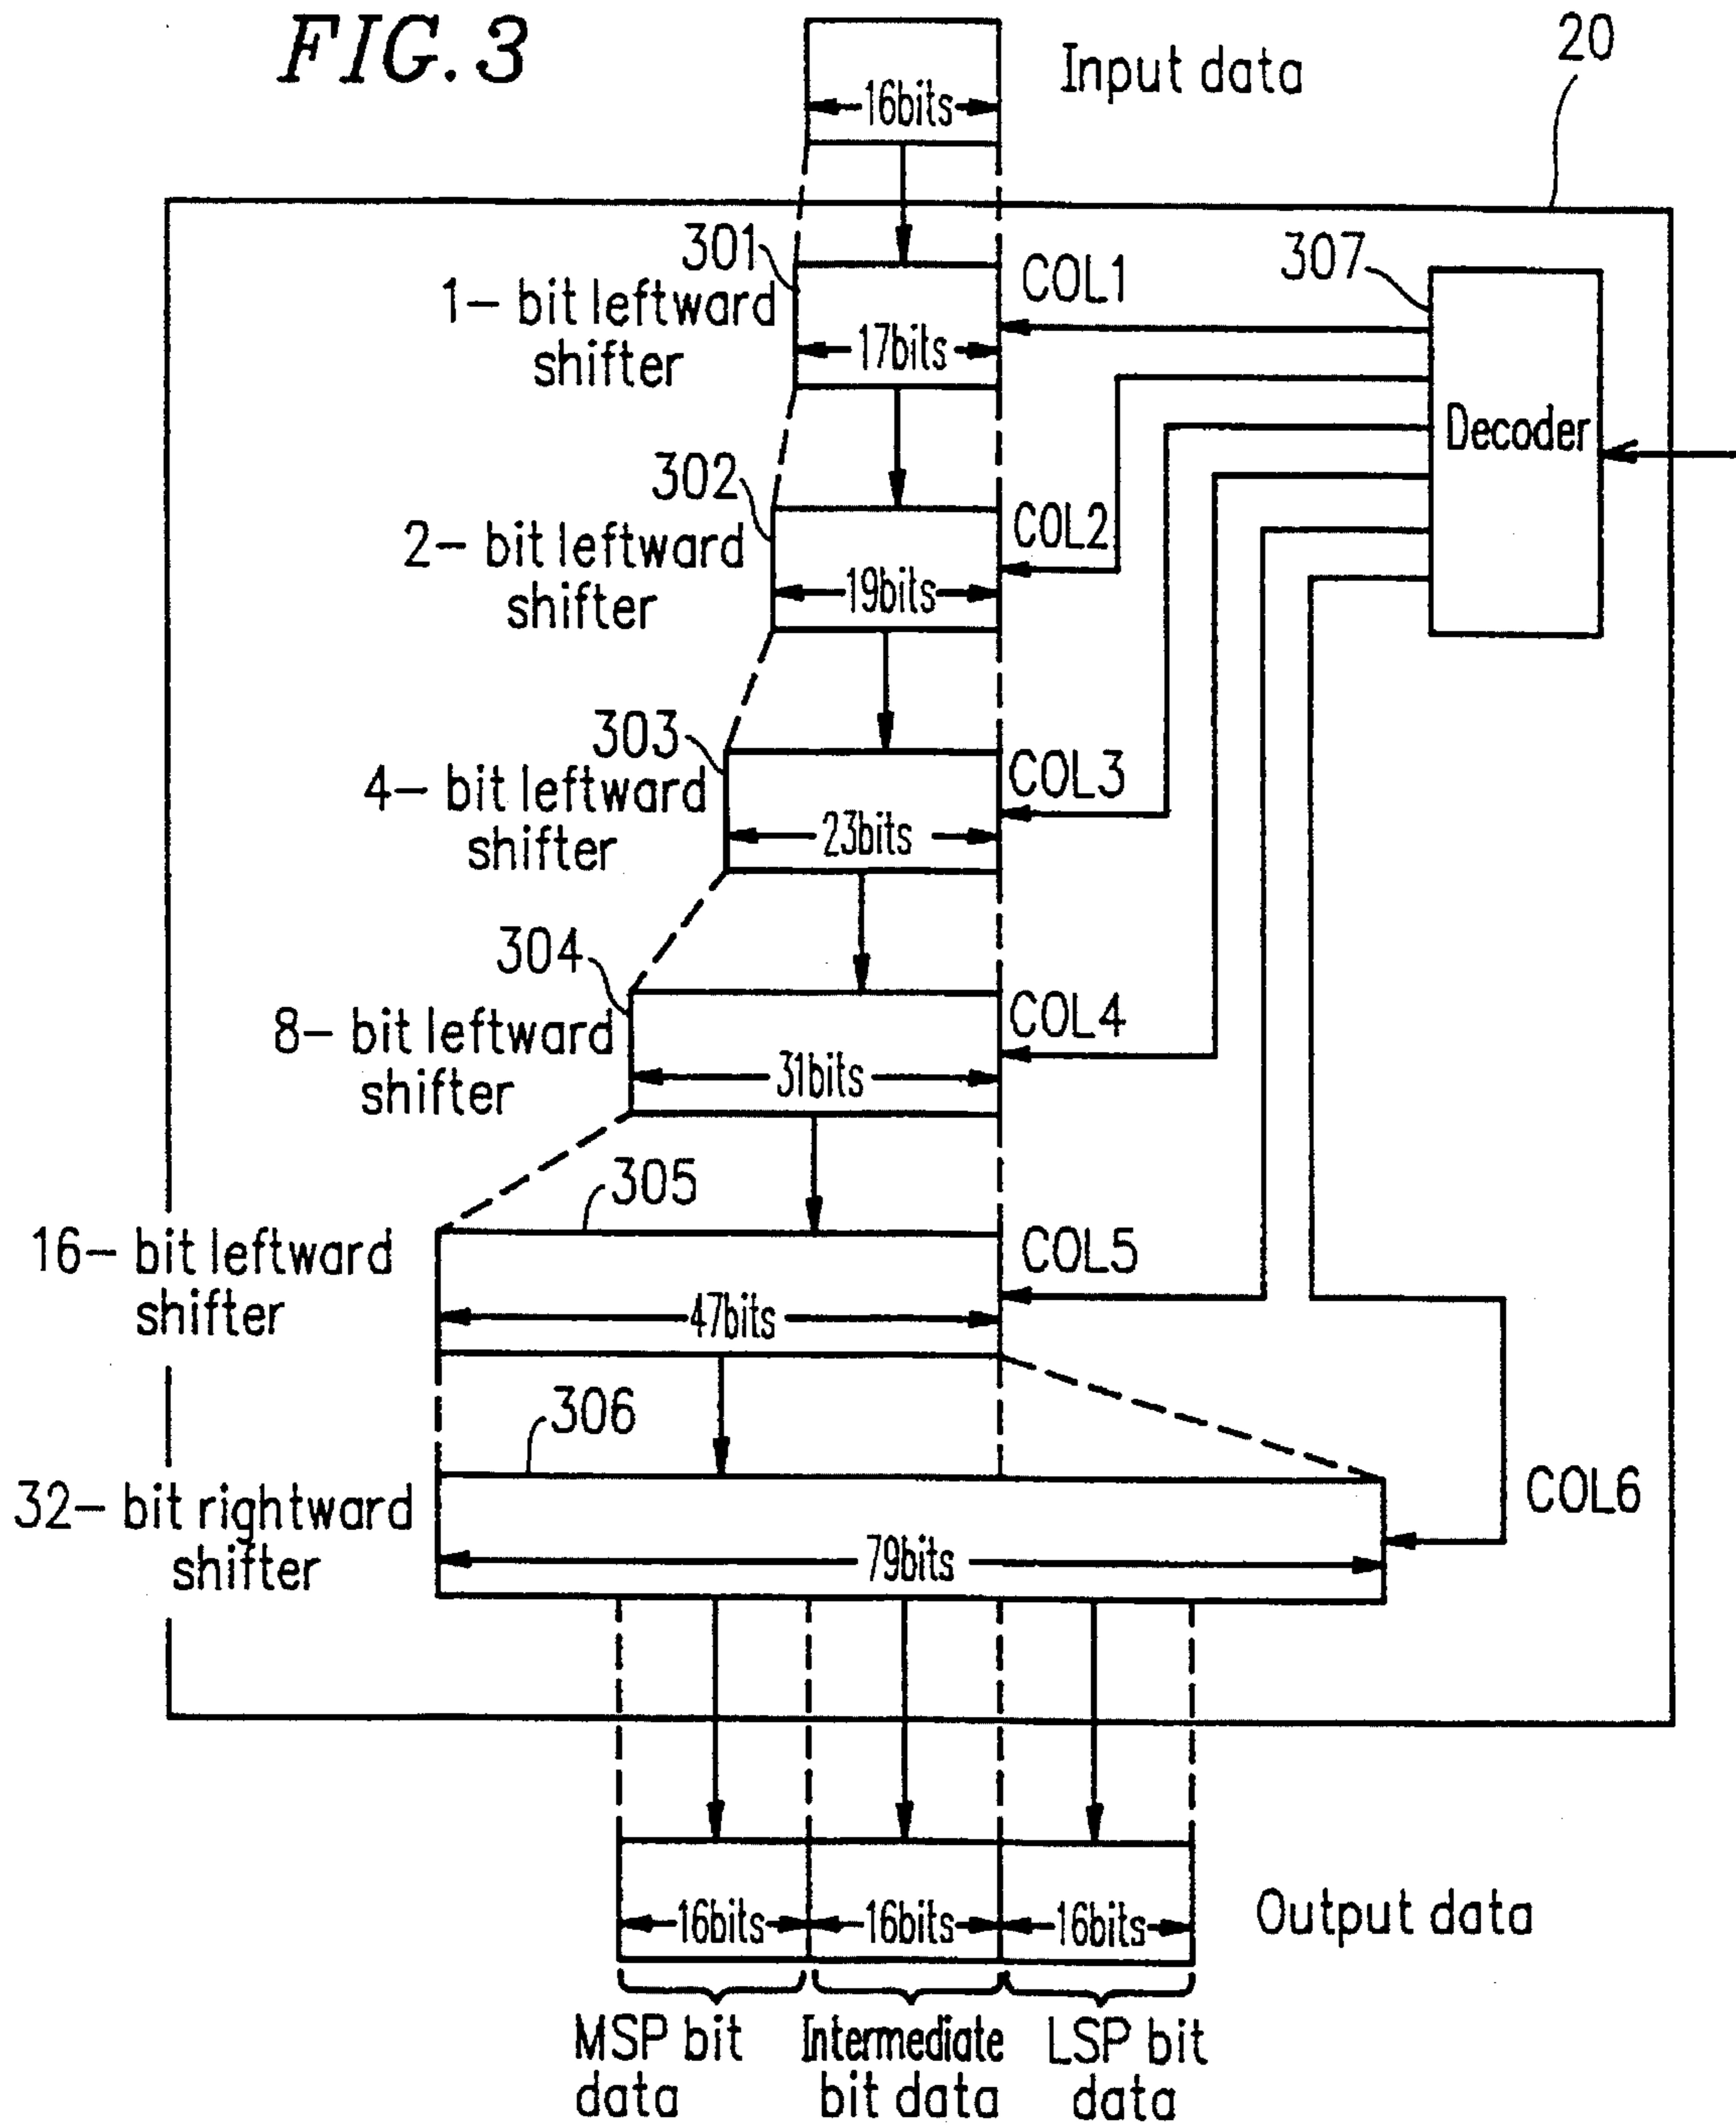 FIG. 3
Input data
20
16bits
301
1- bit leftward
shifter
17bits
COL1
307
Decoder
302
2- bit leftward
shifter
19bits
COL2
303
4- bit leftward
shifter
23bits
COL3
304
8- bit leftward
shifter
31bits
COL4
305
16- bit leftward
shifter
47bits
COL5
306
32- bit rightward
shifter
79bits
COL6
16bits
16bits
16bits
Output data
MSP bit
data
Intermediate
bit data
LSP bit
data